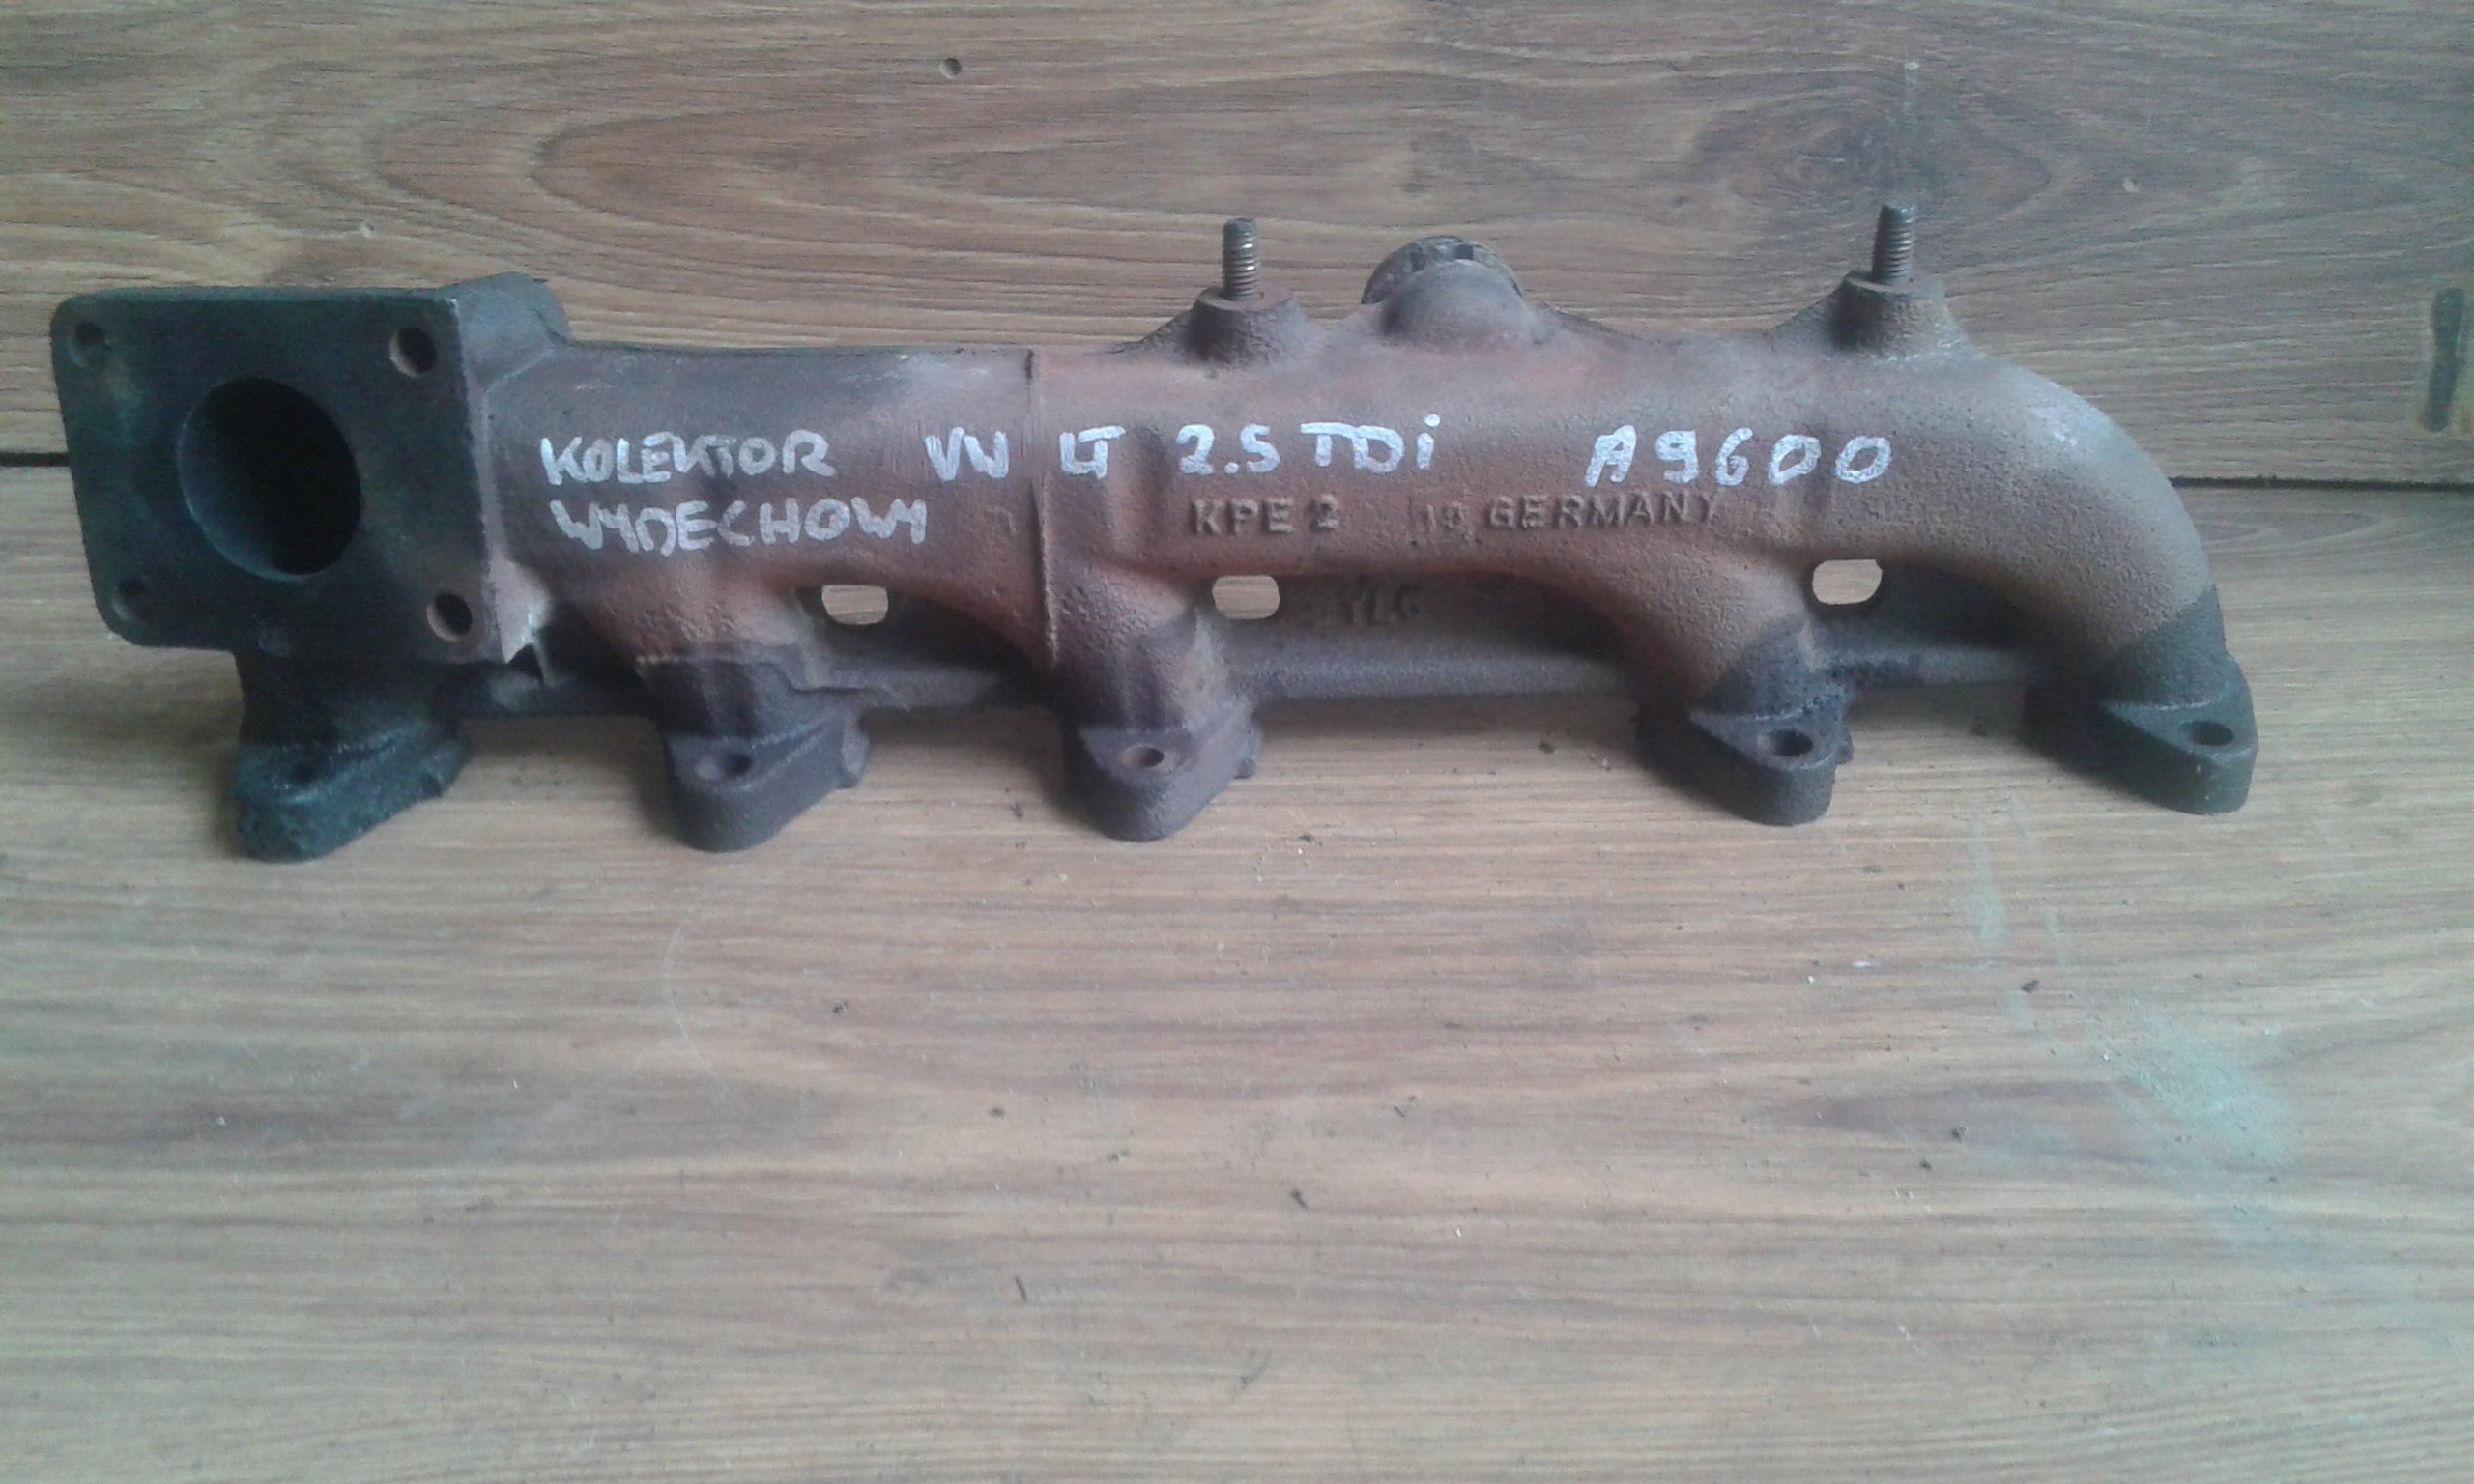 KOLEKTOR VW LT 2.5 TDi A9600
WYDECHOWY
KPE 2 GERMANY